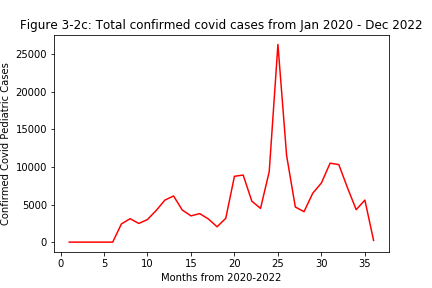 Figure 3-2c: Total confirmed covid cases from Jan 2020 - Dec 2022
Confirmed Covid Pediatric Cases
25000
20000
15000
10000
5000
0
0 5 10 15 20 25 30 35
Months from 2020-2022